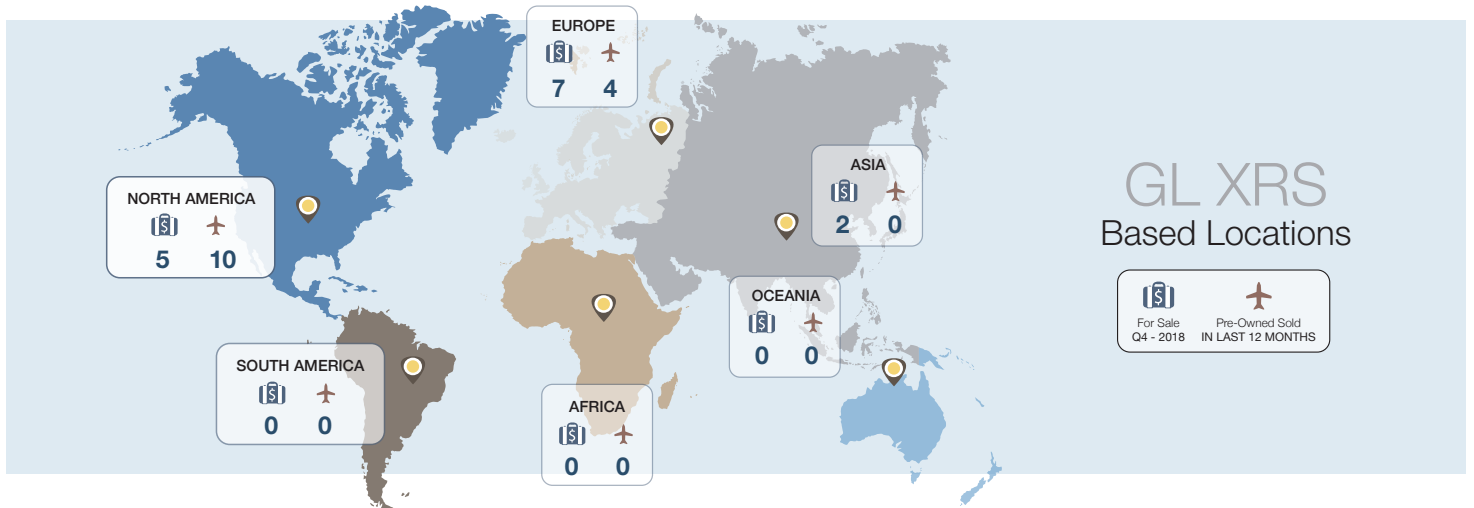 EUROPE
7 4
NORTH AMERICA
5 10
ASIA
2 0
OCEANIA
0 0
SOUTH AMERICA
0 0
AFRICA
0 0
GL XRS
Based Locations
$ 
For Sale Pre-Owned Sold
Q4 - 2018 IN LAST 12 MONTHS